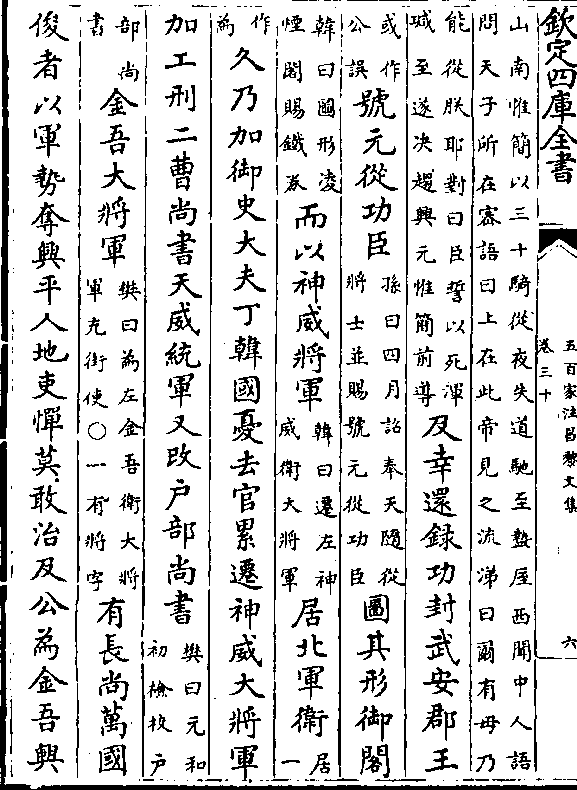 欽定四庫全書
五百家注昌黎文集
卷三十
六
山南惟簡以三十騎從夜失道馳至盩厔西聞中人語
問天子所在密語曰上在此帝見之流涕曰爾有母乃
能從朕耶對曰臣誓以死渾
瑊至遂決趨興元惟簡前導
及幸還録功封武安郡王
或作
公誤
號元從功臣
孫曰四月詔奉天隨從
將士並賜號元從功臣
圖其形御閣
韓曰圖形凌
煙閣賜鐵券
而以神威將軍
韓曰遷左神
威衛大將軍
居北軍衛
居
一
作
為
久乃加御史大夫丁韓國憂去官累遷神威大將軍
加工刑二曹尚書天威統軍又改户部尚書
樊曰元和
初檢校户
部尚
書
金吾大將軍
樊曰為左金吾衛大將
軍充街使○一有將字
有長尚萬國
俊者以軍勢奪興平人地吏憚莫敢治及公為金吾興